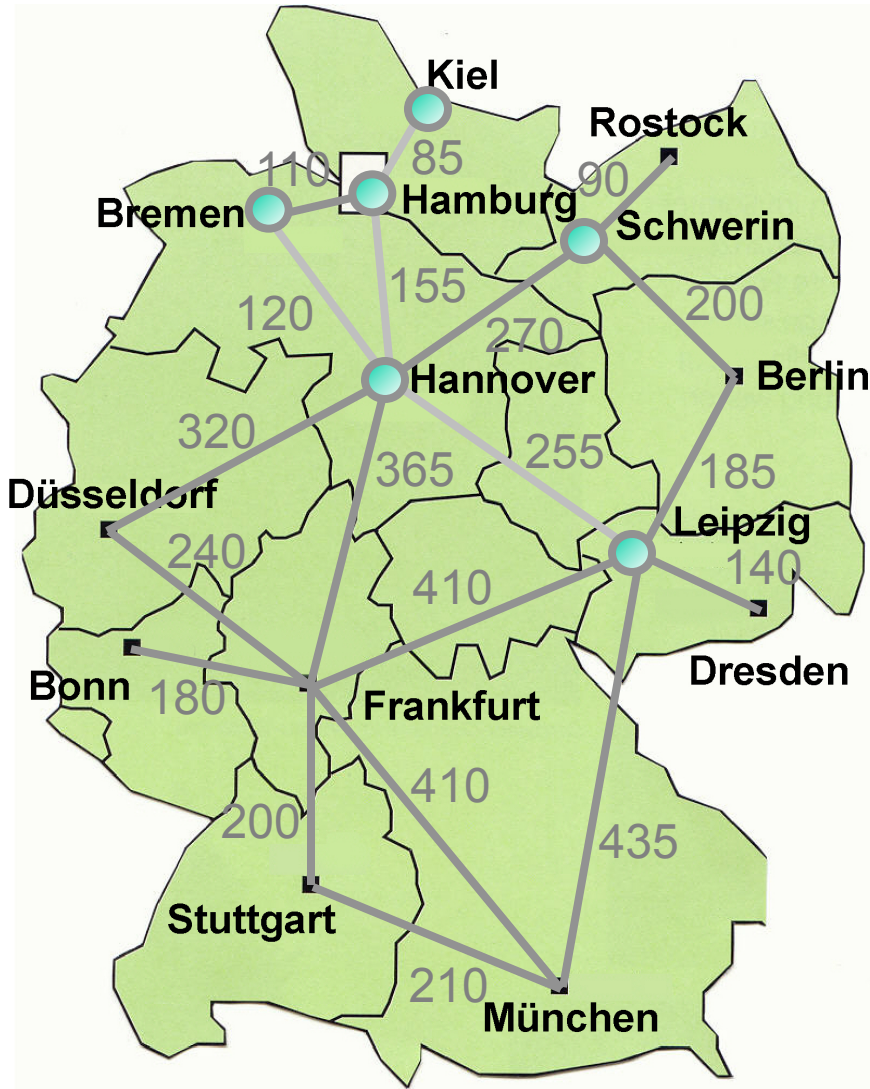 Kiel
Rostock
110
85
90
Bremen
Hamburg
Schwerin
120
155
200
270
Hannover
Berlin
320
365
255
185
Düsseldorf
Leipzig
240
410
140
Bonn
180
Dresden
Frankfurt
410
200
435
Stuttgart
210
München